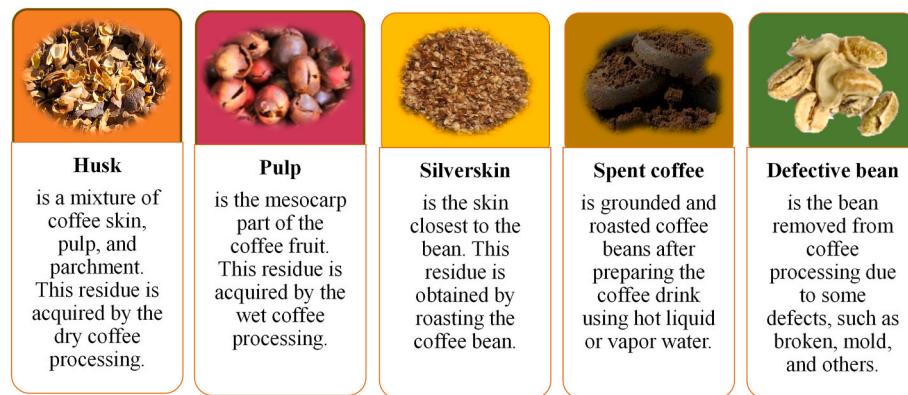 Husk
is a mixture of
coffee skin,
pulp, and
parchment.
This residue is
acquired by the
dry coffee
processing.
Pulp
is the mesocarp
part of the
coffee fruit.
This residue is
acquired by the
wet coffee
processing.
Silverskin
is the skin
closest to the
bean. This
residue is
obtained by
roasting the
coffee bean.
Spent coffee
is grounded and
roasted coffee
beans after
preparing the
coffee drink
using hot liquid
or vapor water.
Defective bean
is the bean
removed from
coffee
processing due
to some
defects, such as
broken, mold,
and others.